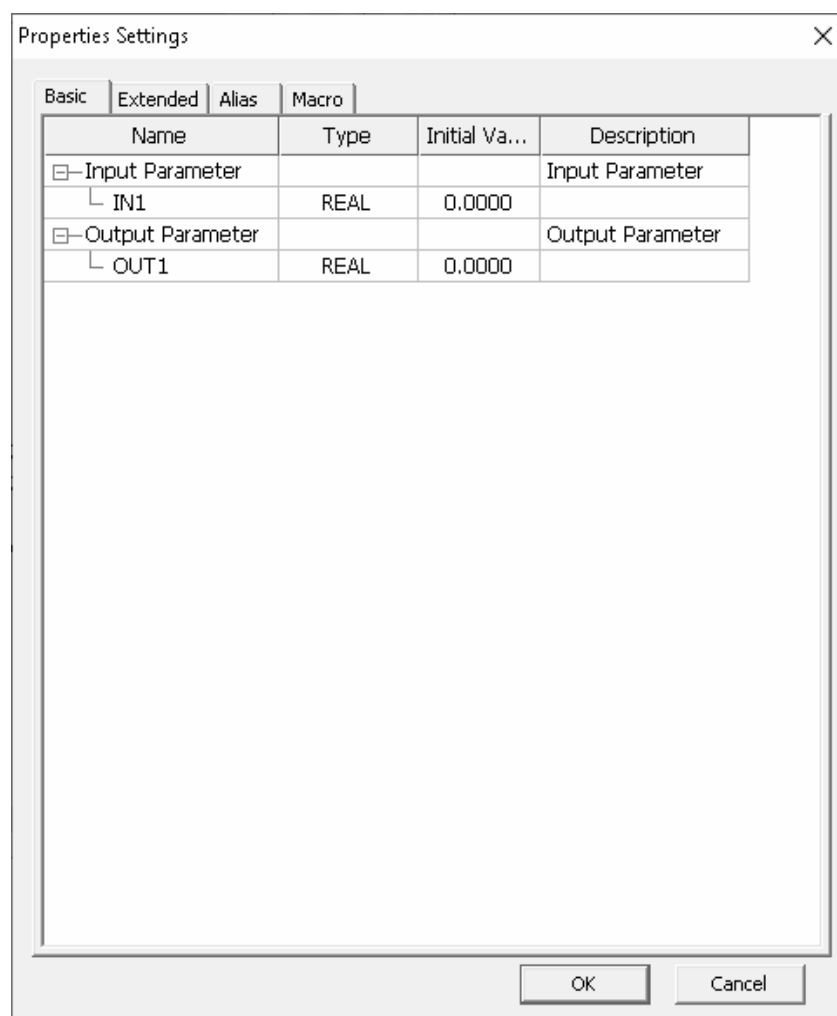 Properties Settings
Basic Extended Alias Macro
Name Type Initial Va... Description
Input Parameter Input Parameter
IN1 REAL 0.0000
Output Parameter Output Parameter
OUT1 REAL 0.0000
OK Cancel